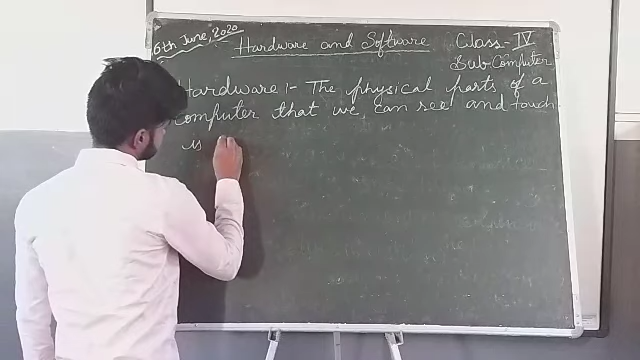 6th June, 2020
Hardware and Software
Class-IV
Sub-Computer
Hardware :- The physical parts of a
computer that we can see and touch
is